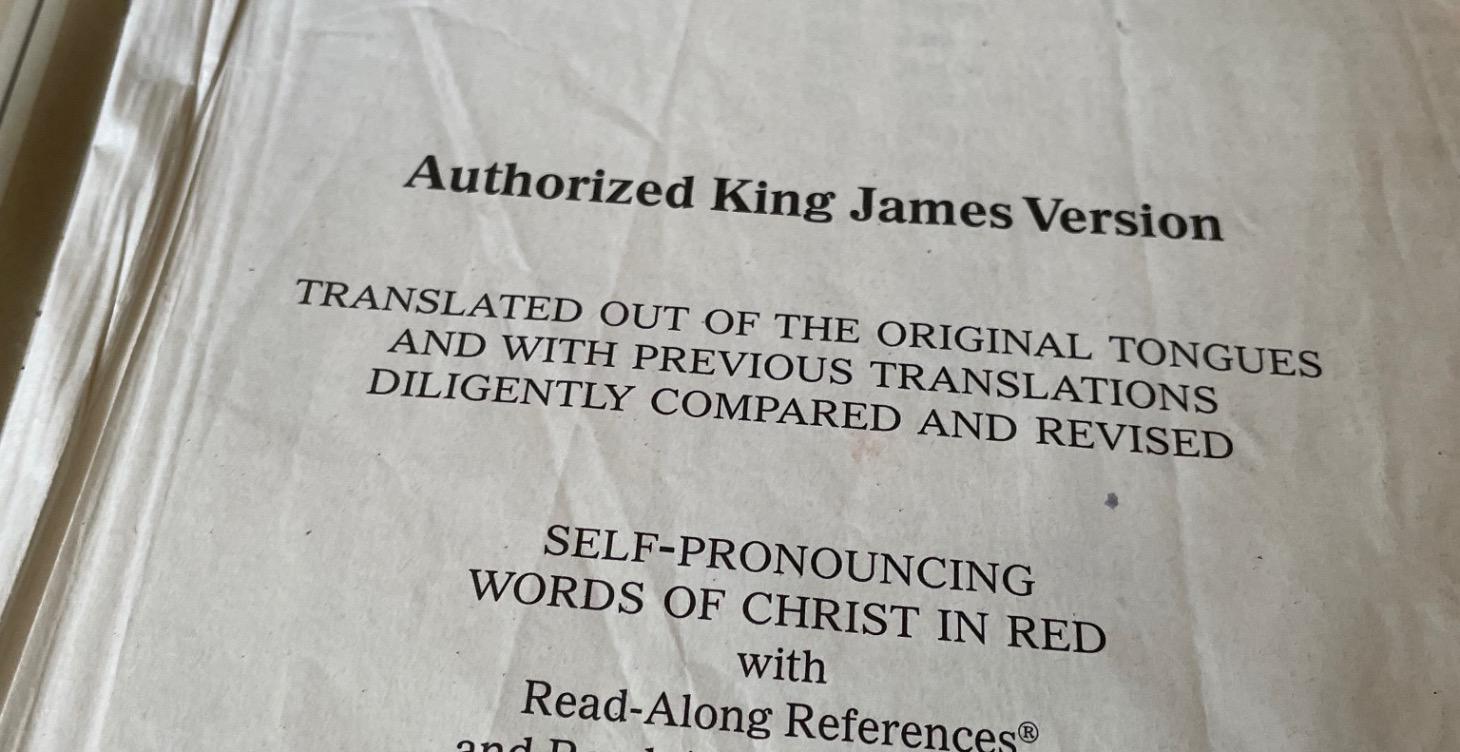 Authorized King James Version
TRANSLATED OUT OF THE ORIGINAL TONGUES
AND WITH PREVIOUS TRANSLATIONS
DILIGENTLY COMPARED AND REVISED
SELF-PRONOUNCING
WORDS OF CHRIST IN RED
with
Read-Along References®
and